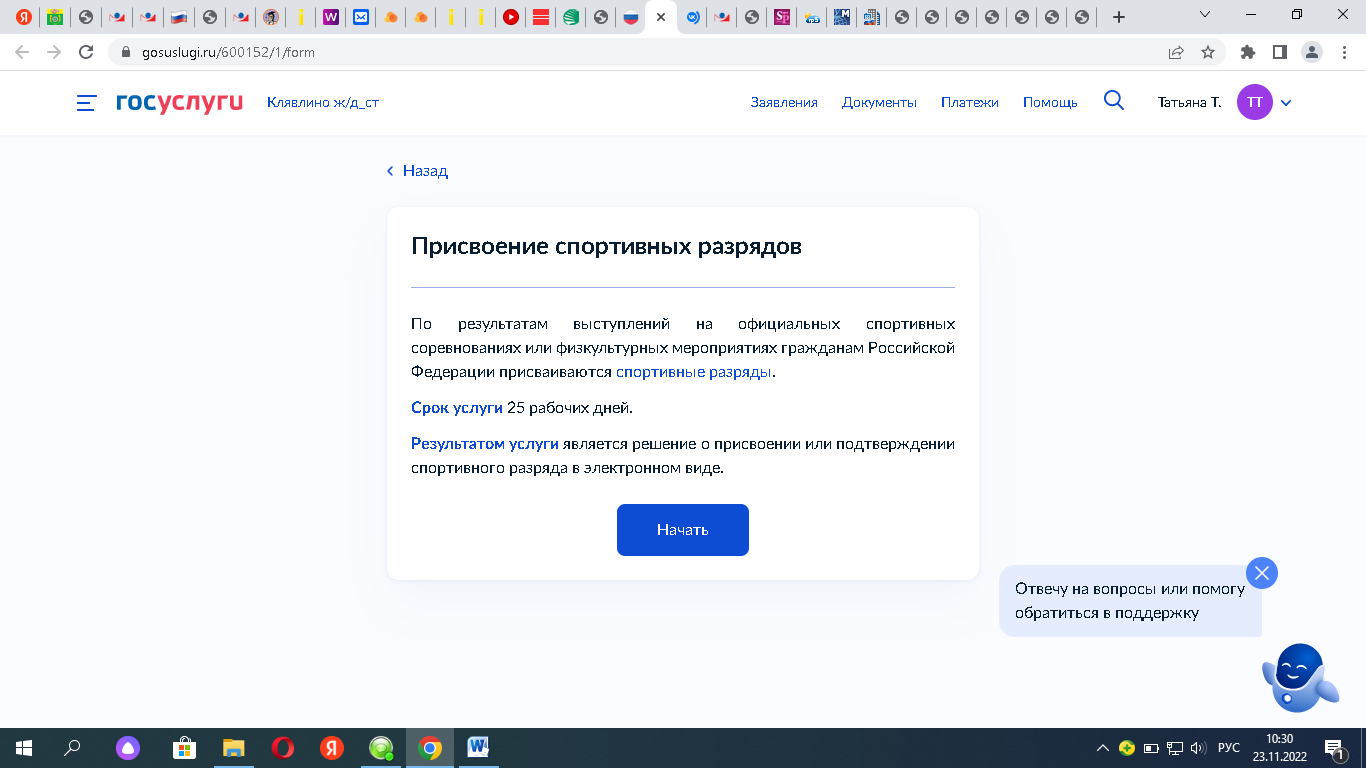 gosuslugi.ru/600152/1/form
госуслуги Клявлино ж/д_ст Заявления Документы Платежи Помощь Татьяна Т. ТТ
Назад
Присвоение спортивных разрядов
По результатам выступлений на официальных спортивных
соревнованиях или физкультурных мероприятиях гражданам Российской
Федерации присваиваются спортивные разряды.
Срок услуги 25 рабочих дней.
Результатом услуги является решение о присвоении или подтверждении
спортивного разряда в электронном виде.
Начать
Отвечу на вопросы или помогу
обратиться в поддержку
РУС
10:30
23.11.2022
1